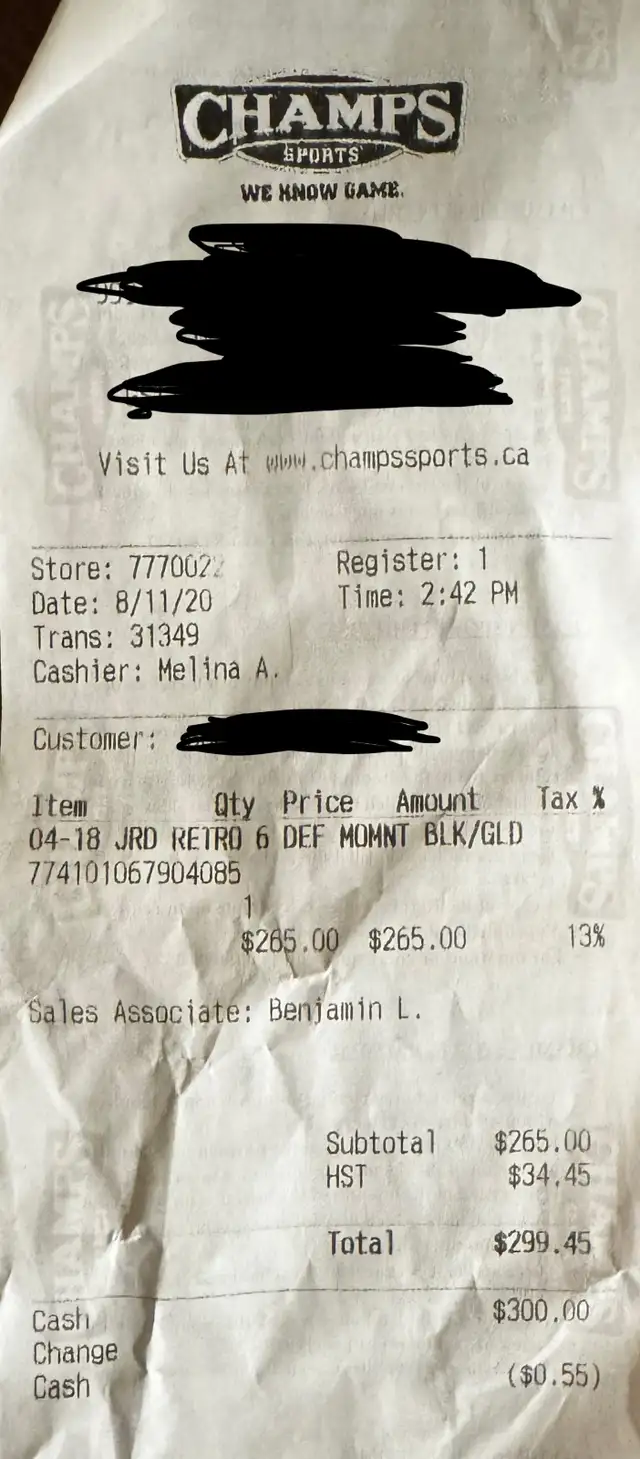 CHAMPS
SPORTS
WE KNOW GAME.
Visit Us At www.champssports.ca
Store: 777002 Register: 1
Date: 8/11/20 Time: 2:42 PM
Trans: 31349
Cashier: Melina A.
Customer:
Item Qty Price Amount Tax %
04-18 JRD RETRO 6 DEF MOMNT BLK/GLD
774101067904085
1
$265.00 $265.00 13%
Sales Associate: Benjamin L.
Subtotal $265.00
HST $34.45
Total $299.45
Cash $300.00
Change
Cash ($0.55)